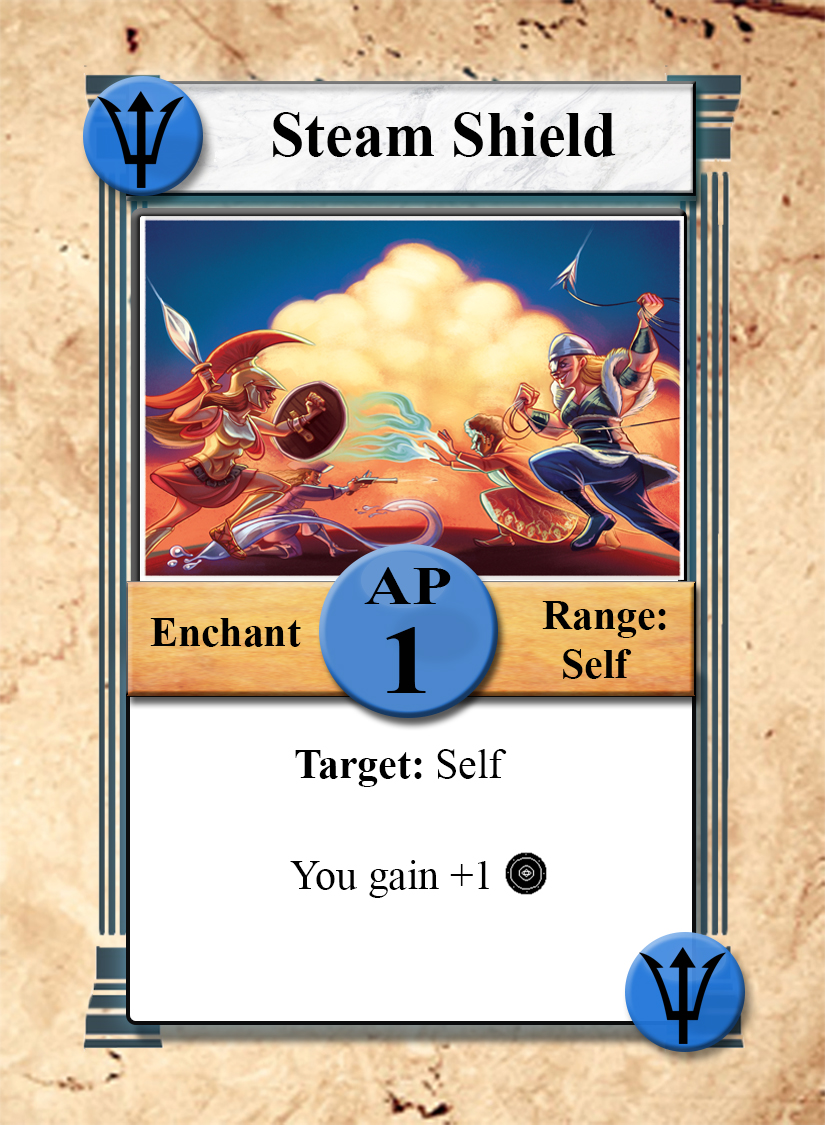 Steam Shield
AP
1
Enchant
Range:
Self
Target: Self
You gain +1